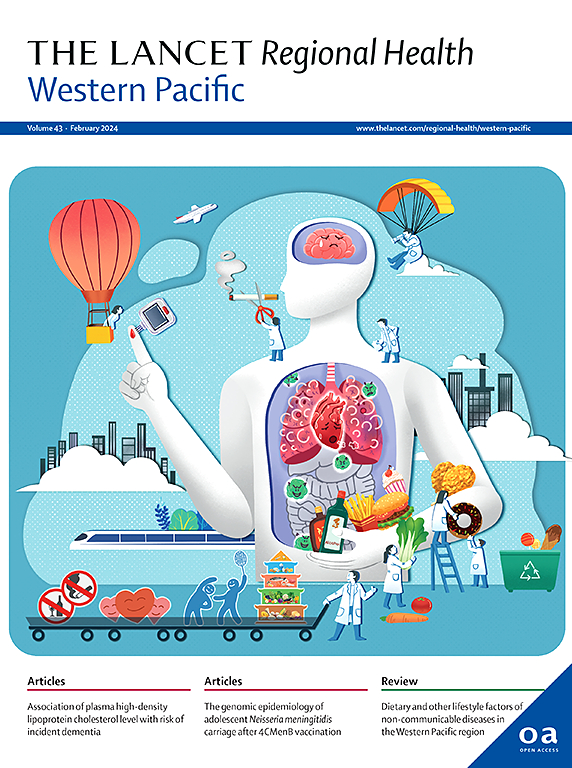 THE LANCET Regional Health
Western Pacific
Volume 43 · February 2024
www.thelancet.com/regional-health/western-pacific
Articles
Association of plasma high-density
lipoprotein cholesterol level with risk of
incident dementia
Articles
The genomic epidemiology of
adolescent Neisseria meningitidis
carriage after 4CMenB vaccination
Review
Dietary and other lifestyle factors of
non-communicable diseases in
the Western Pacific region
oa
OPEN ACCESS